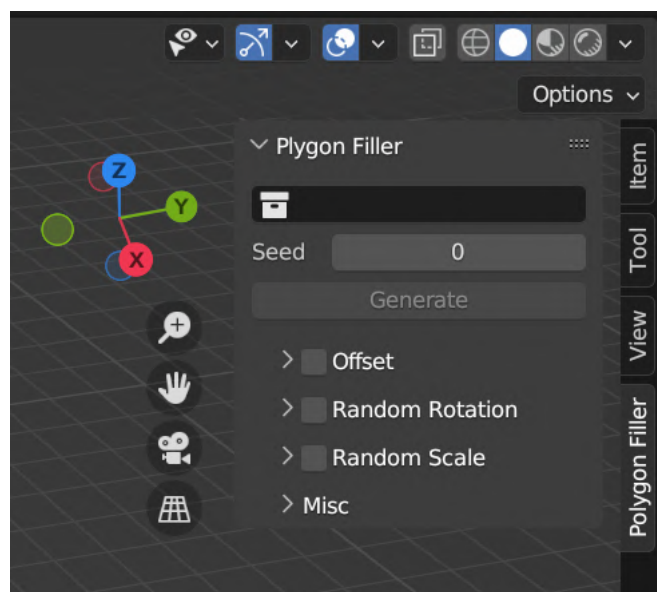 Options
Plygon Filler
Z
Y
X
Seed 0
Generate
Offset
Random Rotation
Random Scale
Misc
Item
Tool
View
Polygon Filler